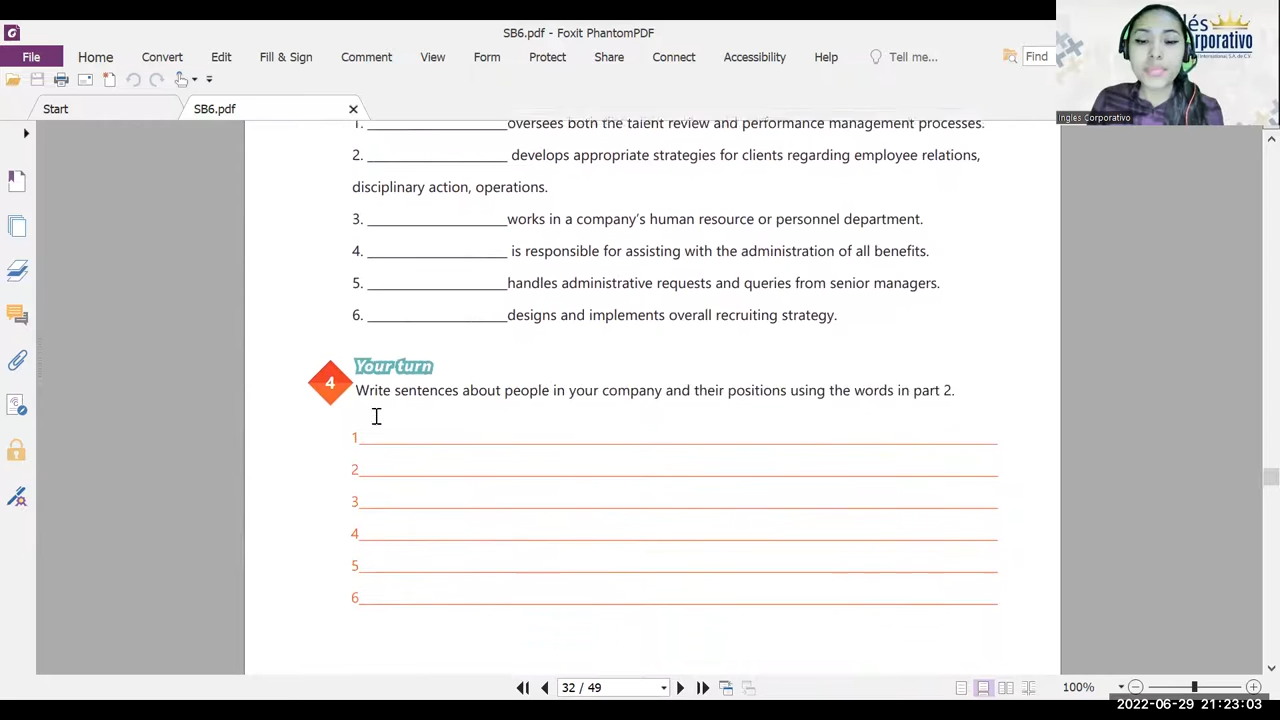 SB6.pdf - Foxit PhantomPDF
File Home Convert Edit Fill & Sign Comment View Form Protect Share Connect Accessibility Help Tell me... Find
Start SB6.pdf
1. _________________oversees both the talent review and performance management processes.
2. _________________ develops appropriate strategies for clients regarding employee relations,
disciplinary action, operations.
3. _________________works in a company's human resource or personnel department.
4. _________________ is responsible for assisting with the administration of all benefits.
5. _________________handles administrative requests and queries from senior managers.
6. _________________designs and implements overall recruiting strategy.
Your turn
4
Write sentences about people in your company and their positions using the words in part 2.
1
2
3
4
5
6
32 / 49
100%
Inglés Corporativo
2022-06-29 21:23:03